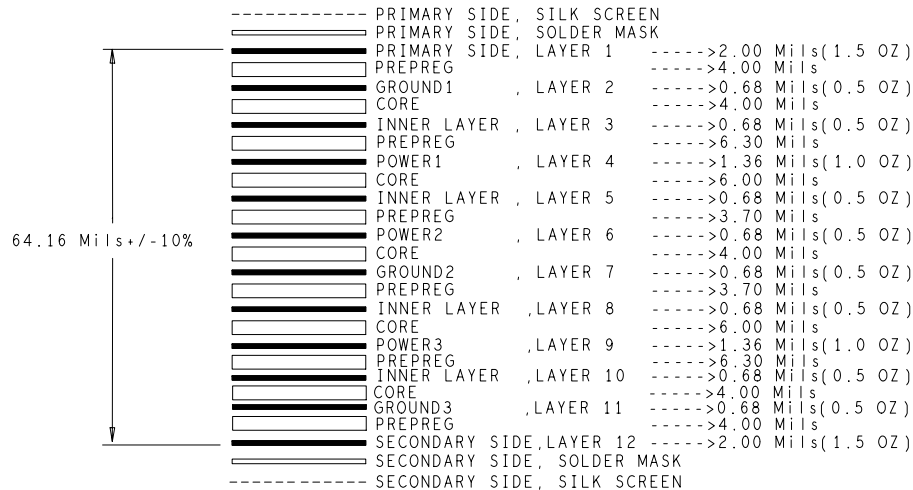 ------------ PRIMARY SIDE, SILK SCREEN
PRIMARY SIDE, SOLDER MASK
PRIMARY SIDE, LAYER 1 ----->2.00 Mils(1.5 OZ)
PREPREG ----->4.00 Mils
GROUND1 , LAYER 2 ----->0.68 Mils(0.5 OZ)
CORE ----->4.00 Mils
INNER LAYER , LAYER 3 ----->0.68 Mils(0.5 OZ)
PREPREG ----->6.30 Mils
POWER1 , LAYER 4 ----->1.36 Mils(1.0 OZ)
CORE ----->6.00 Mils
INNER LAYER , LAYER 5 ----->0.68 Mils(0.5 OZ)
PREPREG ----->3.70 Mils
64.16 Mils+/-10%
POWER2 , LAYER 6 ----->0.68 Mils(0.5 OZ)
CORE ----->4.00 Mils
GROUND2 , LAYER 7 ----->0.68 Mils(0.5 OZ)
PREPREG ----->3.70 Mils
INNER LAYER ,LAYER 8 ----->0.68 Mils(0.5 OZ)
CORE ----->6.00 Mils
POWER3 ,LAYER 9 ----->1.36 Mils(1.0 OZ)
PREPREG ----->6.30 Mils
INNER LAYER ,LAYER 10 ----->0.68 Mils(0.5 OZ)
CORE ----->4.00 Mils
GROUND3 ,LAYER 11 ----->0.68 Mils(0.5 OZ)
PREPREG ----->4.00 Mils
SECONDARY SIDE,LAYER 12 ----->2.00 Mils(1.5 OZ)
SECONDARY SIDE, SOLDER MASK
------------ SECONDARY SIDE, SILK SCREEN